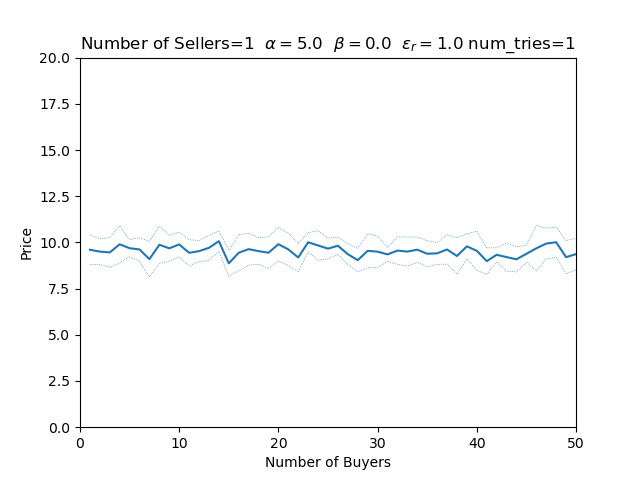 Number of Sellers=1 α = 5.0 β = 0.0 ε_r = 1.0 num_tries=1
20.0
17.5
15.0
12.5
10.0
7.5
5.0
2.5
0.0
Price
0 10 20 30 40 50
Number of Buyers